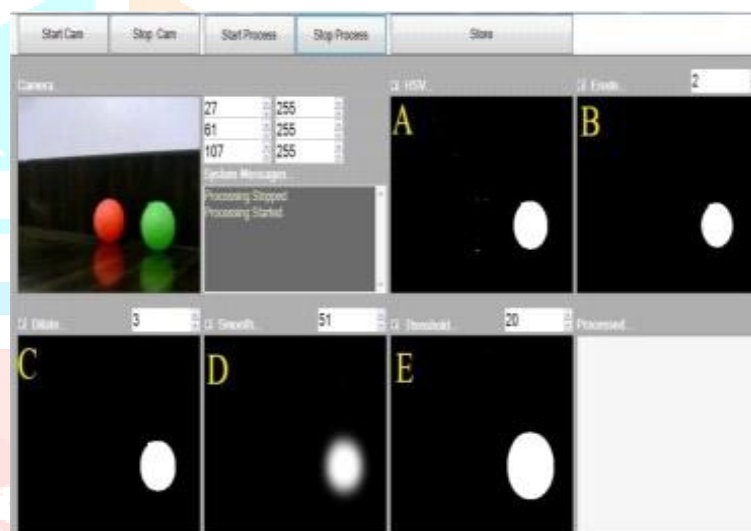 Start Cam Stop Cam Start Process Stop Process Store
Camera
HSV...
Erode... 2
27 255
61 255
107 255
System Messages...
Processing Stopped
Processing Started
A
B
Dilate... 3
Smooth... 51
Threshold... 20
Processed...
C
D
E